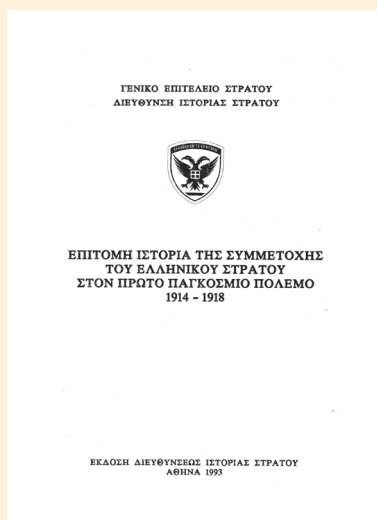 ΓΕΝΙΚΟ ΕΠΙΤΕΛΕΙΟ ΣΤΡΑΤΟΥ
ΔΙΕΥΘΥΝΣΗ ΙΣΤΟΡΙΑΣ ΣΤΡΑΤΟΥ
ΕΠΙΤΟΜΗ ΙΣΤΟΡΙΑ ΤΗΣ ΣΥΜΜΕΤΟΧΗΣ
ΤΟΥ ΕΛΛΗΝΙΚΟΥ ΣΤΡΑΤΟΥ
ΣΤΟΝ ΠΡΩΤΟ ΠΑΓΚΟΣΜΙΟ ΠΟΛΕΜΟ
1914 – 1918
ΕΚΔΟΣΗ ΔΙΕΥΘΥΝΣΕΩΣ ΙΣΤΟΡΙΑΣ ΣΤΡΑΤΟΥ
ΑΘΗΝΑ 1993